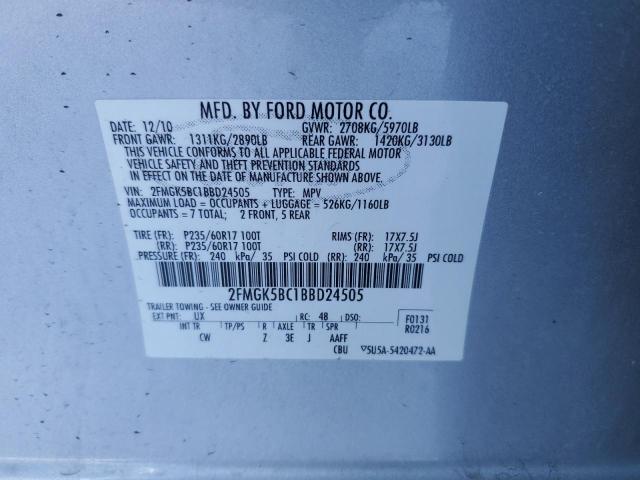 MFD. BY FORD MOTOR CO.
DATE: 12/10 GVWR: 2708KG/5970LB
FRONT GAWR: 1311KG/2890LB REAR GAWR: 1420KG/3130LB
THIS VEHICLE CONFORMS TO ALL APPLICABLE FEDERAL MOTOR
VEHICLE SAFETY AND THEFT PREVENTION STANDARDS
IN EFFECT ON THE DATE OF MANUFACTURE SHOWN ABOVE.
VIN: 2FMGK5BC1BBD24505 TYPE: MPV
MAXIMUM LOAD = OCCUPANTS + LUGGAGE = 526KG/1160LB
OCCUPANTS = 7 TOTAL; 2 FRONT, 5 REAR
TIRE (FR): P235/60R17 100T RIMS (FR): 17X7.5J
(RR): P235/60R17 100T (RR): 17X7.5J
PRESSURE (FR): 240 kPa/ 35 PSI COLD (RR): 240 kPa/ 35 PSI COLD
2FMGK5BC1BBD24505
TRAILER TOWING - SEE OWNER GUIDE
EXT PNT: UX RC: 48 DSO: F0131
INT TR TP/PS R AXLE TR SPR R0216
CW Z 3E J AAFF
CBU ▽5U5A-5420472-AA